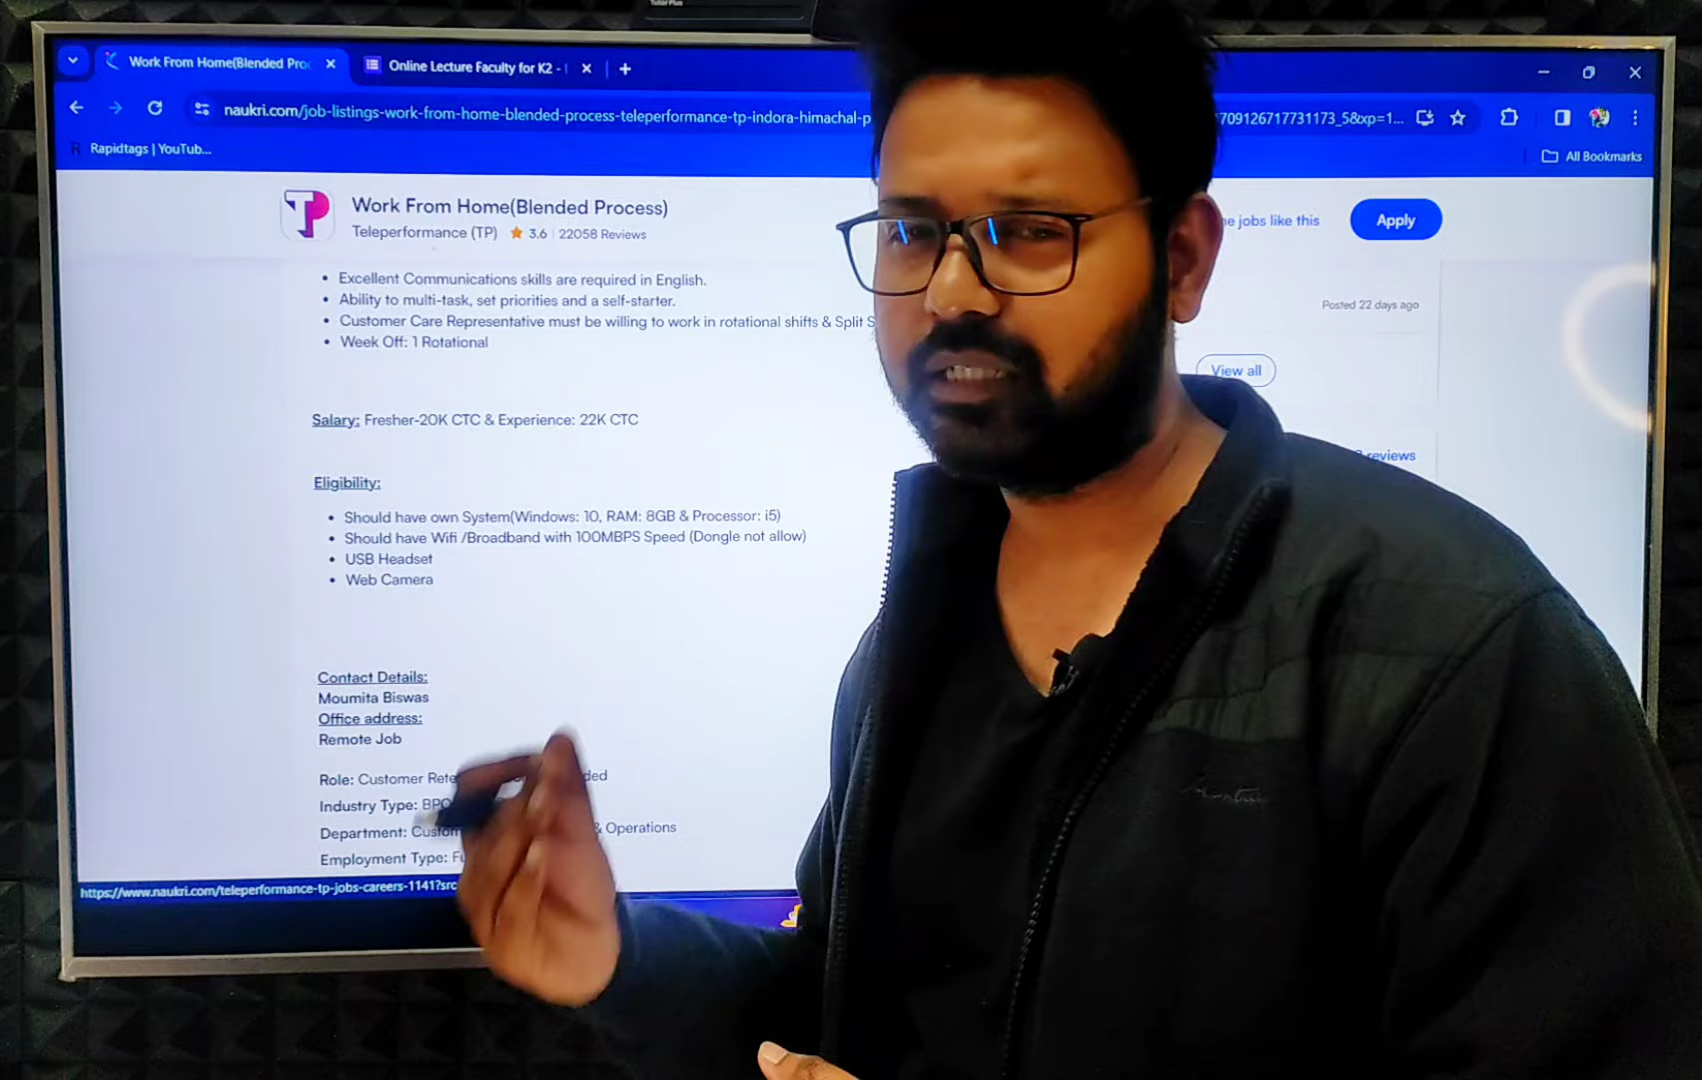 Tutor Plus
Work From Home(Blended Pro
Online Lecture Faculty for K2 -
naukri.com/job-listings-work-from-home-blended-process-teleperformance-tp-indora-himachal-p
709126717731173_5&xp=1...
Rapidtags | YouTub...
All Bookmarks
TP
Work From Home(Blended Process)
Teleperformance (TP) 3.6 22058 Reviews
e jobs like this
Apply
Excellent Communications skills are required in English.
Ability to multi-task, set priorities and a self-starter.
Posted 22 days ago
Customer Care Representative must be willing to work in rotational shifts & Split S
Week Off: 1 Rotational
View all
Salary: Fresher-20K CTC & Experience: 22K CTC
reviews
Eligibility:
Should have own System(Windows: 10, RAM: 8GB & Processor: i5)
Should have Wifi /Broadband with 100MBPS Speed (Dongle not allow)
USB Headset
Web Camera
Contact Details:
Moumita Biswas
Office address:
Remote Job
Role: Customer Rete ded
Industry Type: BPO
Department: Custom & Operations
Employment Type: Fu
https://www.naukri.com/teleperformance-tp-jobs-careers-1141?src